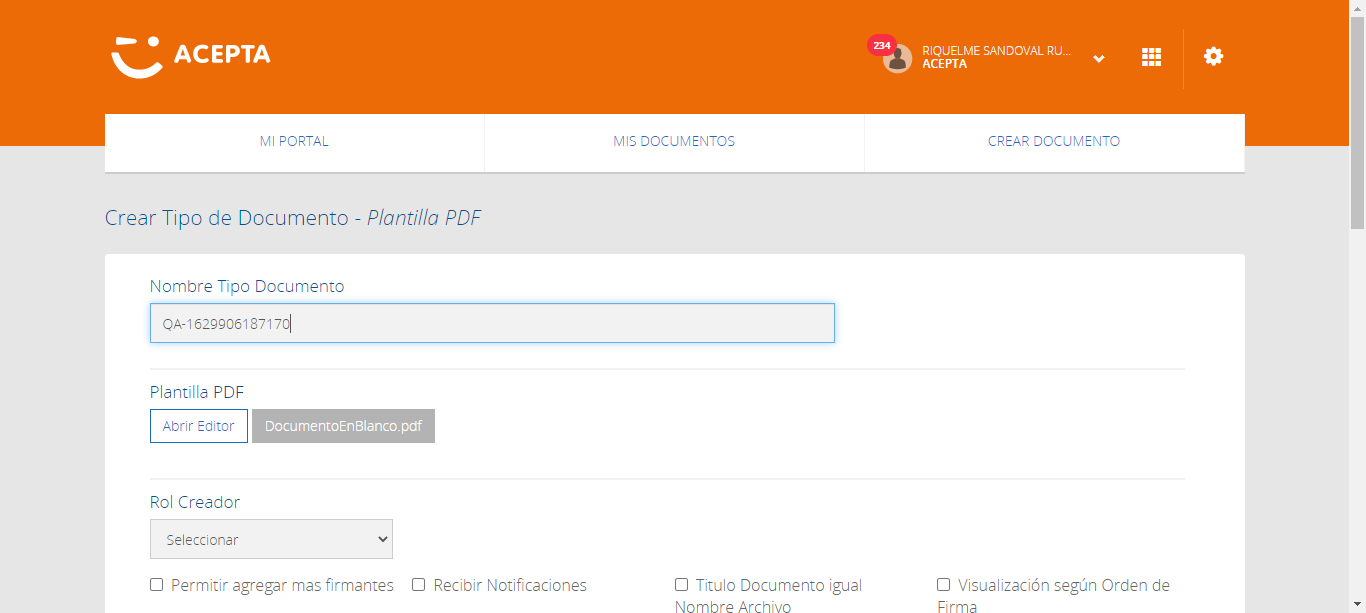 ACEPTA
234
RIQUELME SANDOVAL RU...
ACEPTA
MI PORTAL
MIS DOCUMENTOS
CREAR DOCUMENTO
Crear Tipo de Documento - Plantilla PDF
Nombre Tipo Documento
QA-1629906187170
Plantilla PDF
Abrir Editor
DocumentoEnBlanco.pdf
Rol Creador
Seleccionar
Permitir agregar mas firmantes
Recibir Notificaciones
Titulo Documento igual
Nombre Archivo
Visualización según Orden de
Firma